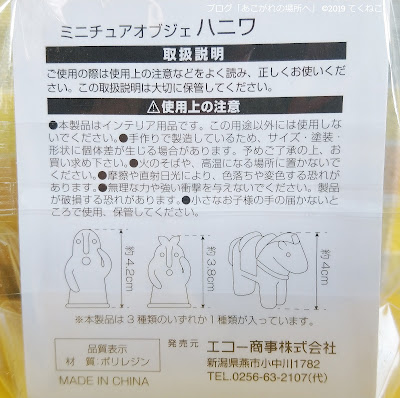 ブログ「あこがれの場所へ」 ©2019 てくねこ
ミニチュアオブジェ ハニワ
取扱説明
ご使用の際は使用上の注意などをよく読み、正しくお使いくだ
さい。この取扱説明は大切に保管してください。
⚠使用上の注意
●本製品はインテリア用品です。この用途以外には使用しな
いでください。●手作りで製造しているため、サイズ・塗装・
形状に個体差が生じる場合があります。予めご了承の上、お
買い求め下さい。●火のそばや、高温になる場所に置かないで
ください。●摩擦や直射日光により、色落ちや変色する恐れが
あります。●無理な力や強い衝撃を与えないでください。製品
が破損する恐れがあります。●小さなお子様の手の届かないと
ころで使用、保管してください。
約4.2cm
約3.8cm
約4cm
※本製品は３種類のいずれか１種が入っています。
品質表示
材 質：ポリレジン
MADE IN CHINA
発売元
エコー商事株式会社
新潟県燕市小中川1782
TEL.0256-63-2107(代)